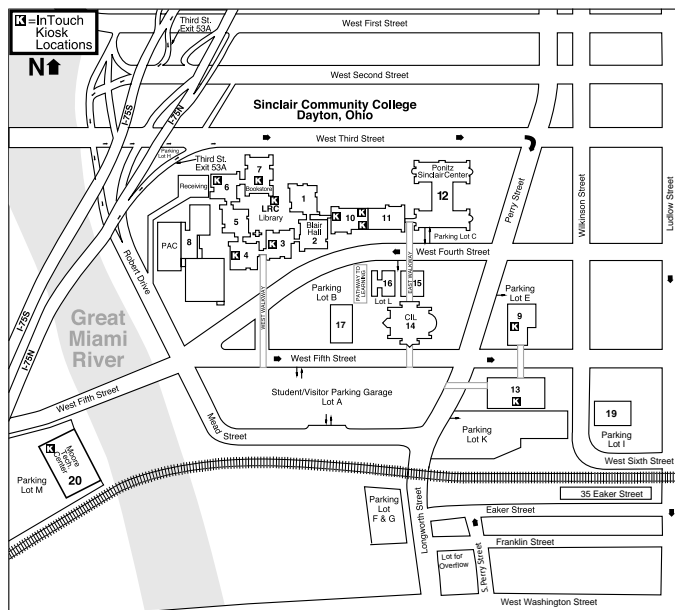 K =InTouch
Kiosk
Locations
N
Third St.
Exit 53A
West First Street
West Second Street
I-75S
I-75N
Sinclair Community College
Dayton, Ohio
West Third Street
Parking
Lot H
Third St.
Exit 53A
Receiving
K
6
7
K
Bookstore
K
LRC
Library
1
K
10
K
K
11
Ponitz
Sinclair Center
12
Perry Street
Wilkinson Street
Ludlow Street
5
PAC
8
K
4
K
3
Blair
Hall
2
Parking Lot C
West Fourth Street
Robert Drive
WEST WALKWAY
Parking
Lot B
PATHWAY TO
LEARNING
16
Lot L
15
EAST WALKWAY
Parking
Lot E
9
K
17
CIL
14
I-75S
I-75N
Great
Miami
River
West Fifth Street
West Fifth Street
Student/Visitor Parking Garage
Lot A
13
K
19
Mead
Street
Parking
Lot K
Parking
Lot I
West Sixth Street
K
Moore
Tech.
Center
20
Parking
Lot M
35 Eaker Street
Parking
Lot
F & G
Longworth Street
Eaker Street
Franklin Street
Lot for
Overflow
S. Perry Street
West Washington Street